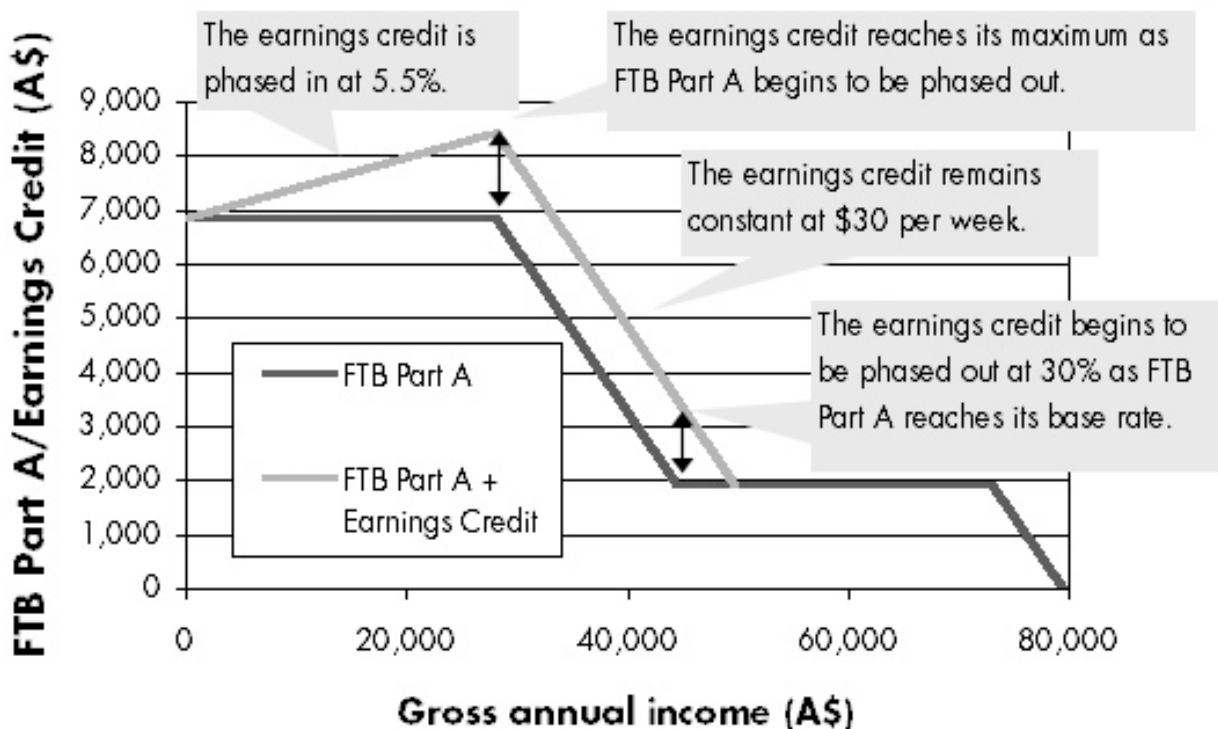 The earnings credit is
phased in at 5.5%.
The earnings credit reaches its maximum as
FTB Part A begins to be phased out.
The earnings credit remains
constant at $30 per week.
The earnings credit begins to
be phased out at 30% as FTB
Part A reaches its base rate.
FTB Part A/Earnings Credit (A$)
9,000
8,000
7,000
6,000
5,000
4,000
3,000
2,000
1,000
0
FTB Part A
FTB Part A +
Earnings Credit
0
20,000
40,000
60,000
80,000
Gross annual income (A$)